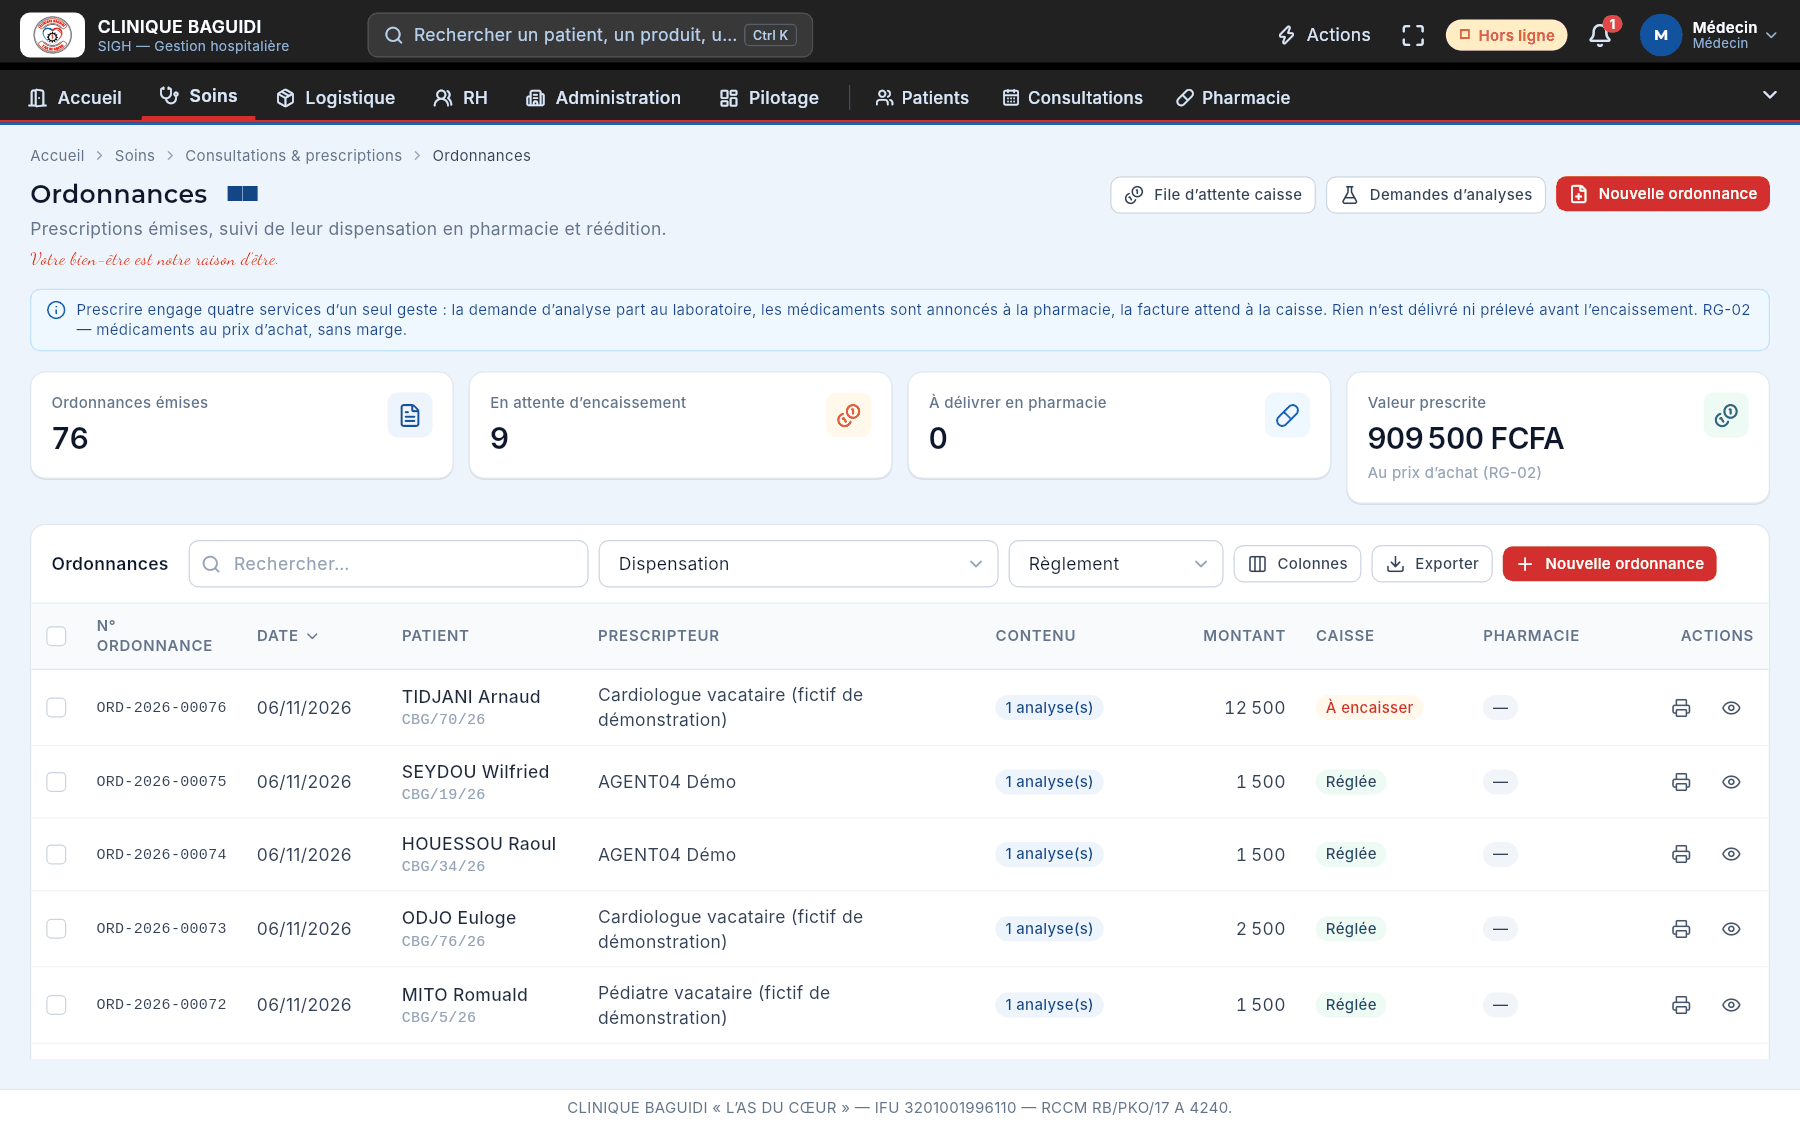 CLINIQUE BAGUIDI
SIGH — Gestion hospitalière
Rechercher un patient, un produit, u... Ctrl K
Actions
Hors ligne
1
M
Médecin
Médecin
Accueil Soins Logistique RH Administration Pilotage Patients Consultations Pharmacie
Accueil > Soins > Consultations & prescriptions > Ordonnances
Ordonnances
File d’attente caisse Demandes d’analyses Nouvelle ordonnance
Prescriptions émises, suivi de leur dispensation en pharmacie et réédition.
Votre bien-être est notre raison d'être.
Prescrire engage quatre services d’un seul geste : la demande d’analyse part au laboratoire, les médicaments sont annoncés à la pharmacie, la facture attend à la caisse. Rien n’est délivré ni prélevé avant l’encaissement. RG-02
— médicaments au prix d’achat, sans marge.
Ordonnances émises
76
En attente d’encaissement
9
À délivrer en pharmacie
0
Valeur prescrite
909 500 FCFA
Au prix d’achat (RG-02)
Ordonnances Rechercher... Dispensation Règlement Colonnes Exporter Nouvelle ordonnance
N° ORDONNANCE DATE PATIENT PRESCRIPTEUR CONTENU MONTANT CAISSE PHARMACIE ACTIONS
ORD-2026-00076 06/11/2026 TIDJANI Arnaud CBG/70/26 Cardiologue vacataire (fictif de démonstration) 1 analyse(s) 12 500 À encaisser —
ORD-2026-00075 06/11/2026 SEYDOU Wilfried CBG/19/26 AGENT04 Démo 1 analyse(s) 1 500 Réglée —
ORD-2026-00074 06/11/2026 HOUESSOU Raoul CBG/34/26 AGENT04 Démo 1 analyse(s) 1 500 Réglée —
ORD-2026-00073 06/11/2026 ODJO Euloge CBG/76/26 Cardiologue vacataire (fictif de démonstration) 1 analyse(s) 2 500 Réglée —
ORD-2026-00072 06/11/2026 MITO Romuald CBG/5/26 Pédiatre vacataire (fictif de démonstration) 1 analyse(s) 1 500 Réglée —
CLINIQUE BAGUIDI « L’AS DU CŒUR » — IFU 3201001996110 — RCCM RB/PKO/17 A 4240.